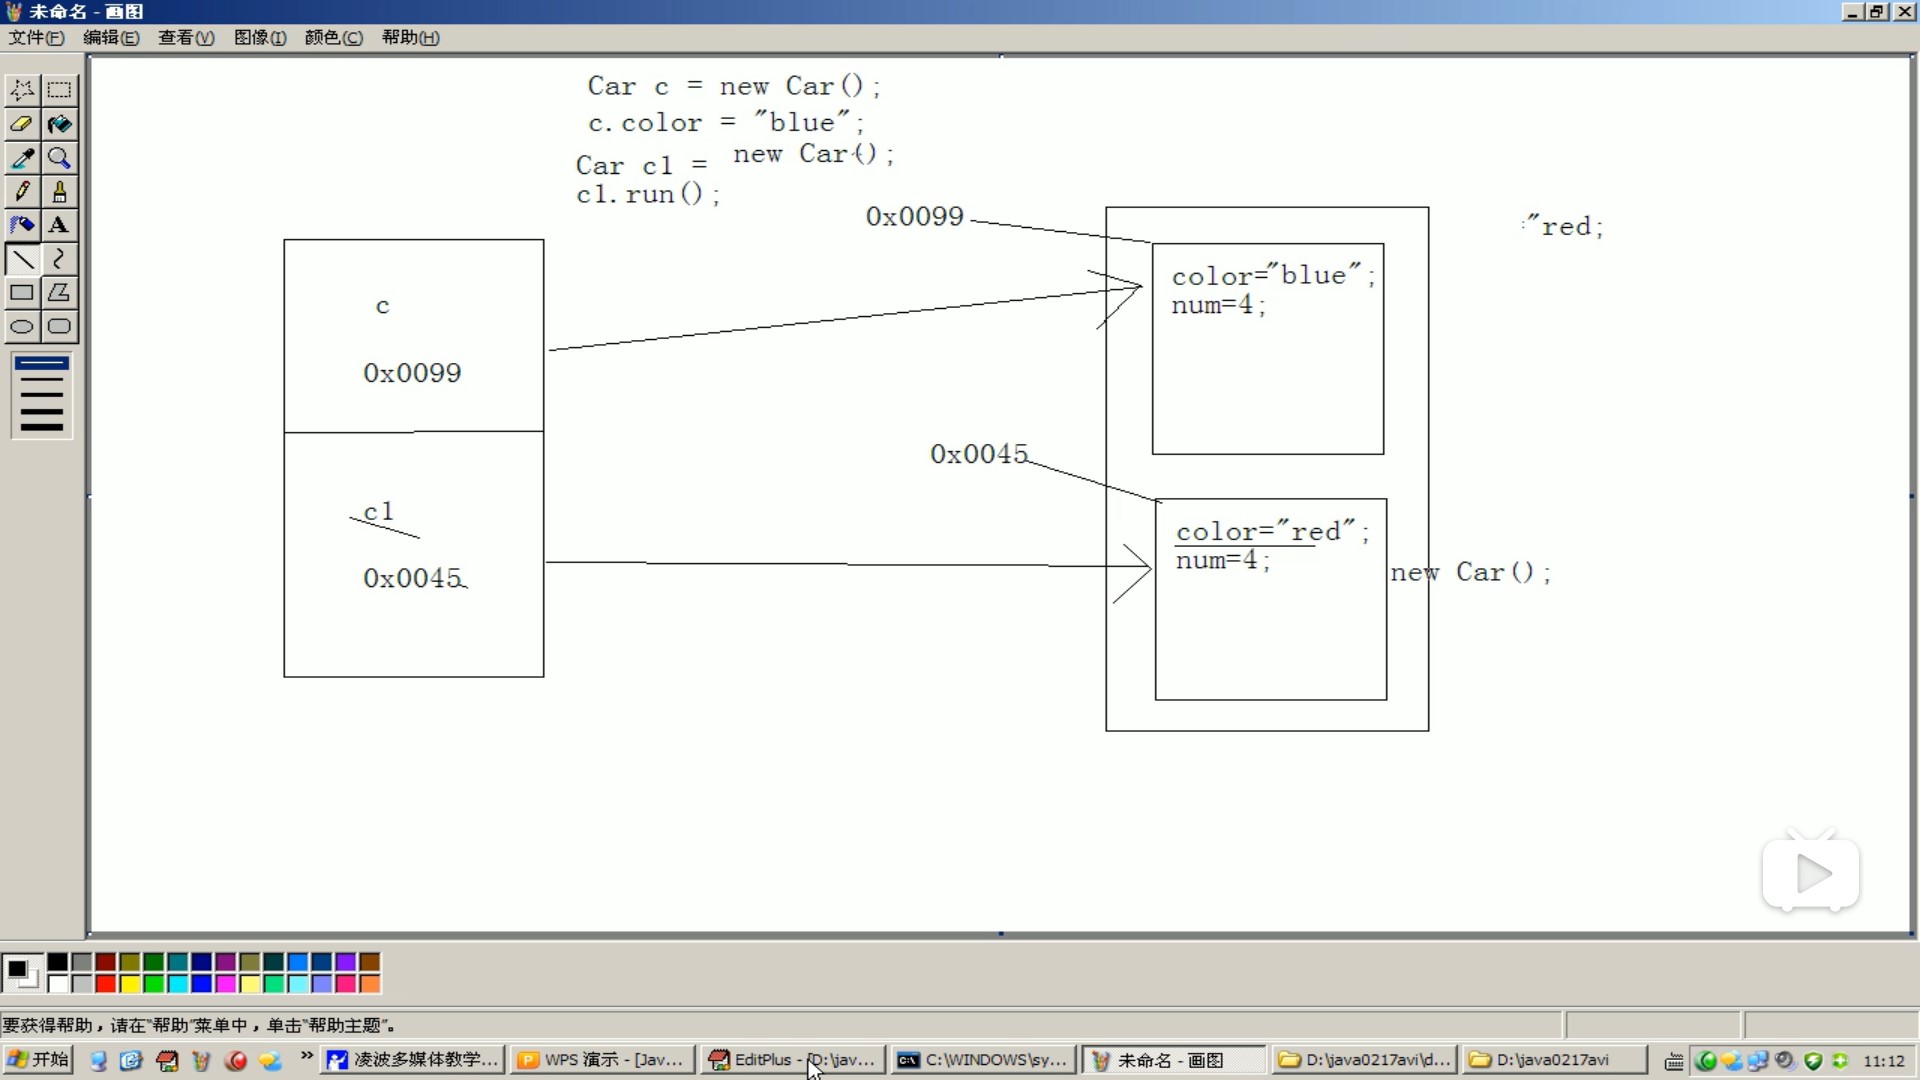 未命名 - 画图
文件(F) 编辑(E) 查看(V) 图像(I) 颜色(C) 帮助(H)
Car c = new Car();
c.color = "blue";
Car c1 = new Car();
c1.run();
0x0099
:"red;
c
0x0099
color="blue";
num=4;
0x0045
c1
0x0045
color="red";
num=4;
new Car();
要获得帮助，请在“帮助”菜单中，单击“帮助主题”。
开始
»
凌波多媒体教学...
WPS 演示 - [Jav...
EditPlus - [D:\jav...
C:\WINDOWS\sy...
未命名 - 画图
D:\java0217avi\d...
D:\java0217avi
11:12